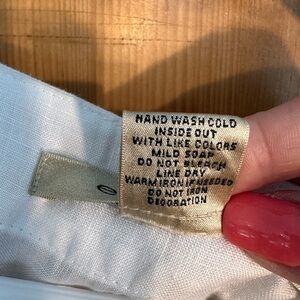 HAND WASH COLD
INSIDE OUT
WITH LIKE COLORS
MILD SOAP
DO NOT BLEACH
LINE DRY
WARM IRON IF NEEDED
DO NOT IRON
DECORATION
0